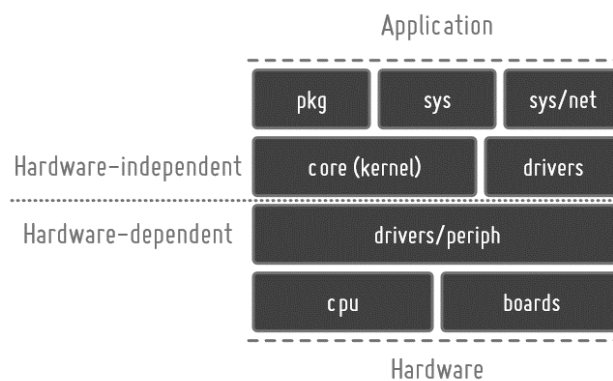 Application
pkg sys sys/net
Hardware-independent core (kernel) drivers
Hardware-dependent drivers/periph
cpu boards
Hardware